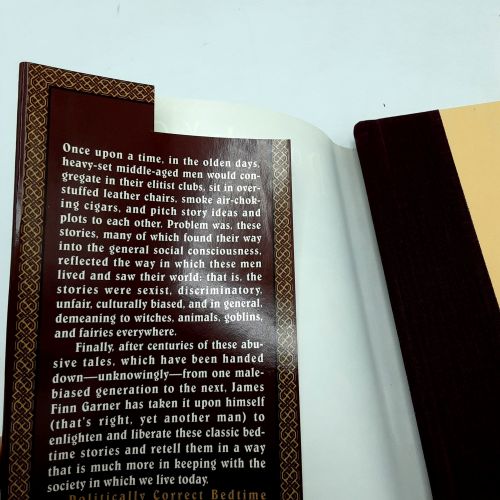 Once upon a time, in the olden days,
heavy-set middle-aged men would con-
gregate in their elitist clubs, sit in over-
stuffed leather chairs, smoke air-chok-
ing cigars, and pitch story ideas and
plots to each other. Problem was, these
stories, many of which found their way
into the general social consciousness,
reflected the way in which these men
lived and saw their world: that is, the
stories were sexist, discriminatory,
unfair, culturally biased, and in general,
demeaning to witches, animals, goblins,
and fairies everywhere.
Finally, after centuries of these abu-
sive tales, which have been handed
down—unknowingly—from one male-
biased generation to the next, James
Finn Garner has taken it upon himself
(that's right, yet another man) to
enlighten and liberate these classic bed-
time stories and retell them in a way
that is much more in keeping with the
society in which we live today.
Politically Correct Bedtime